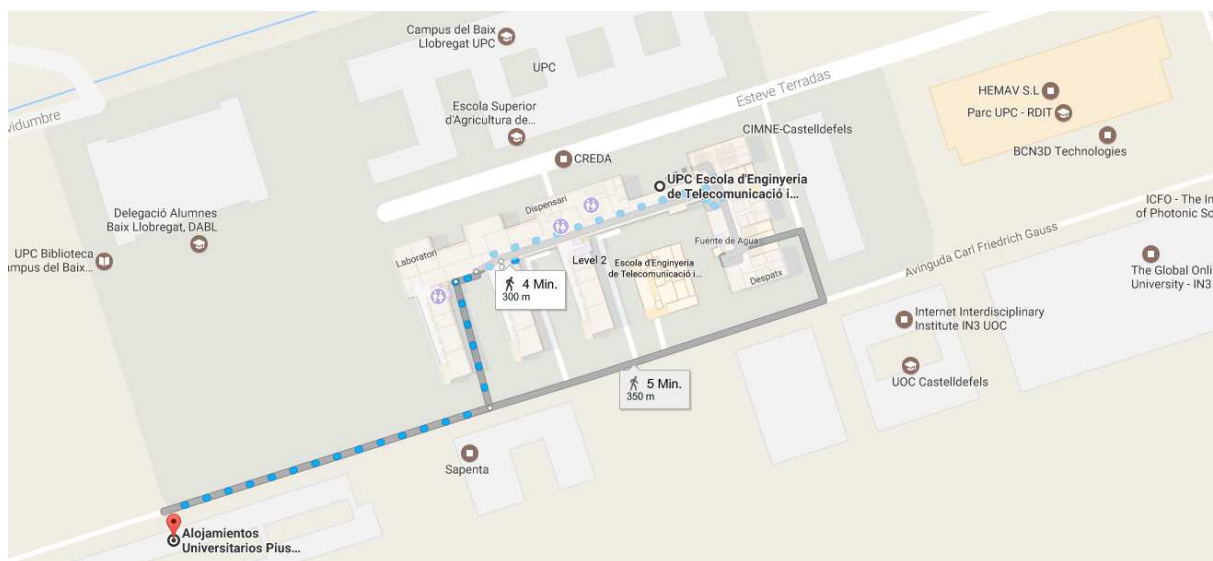 Campus del Baix
Llobregat UPC
UPC
Esteve Terradas
HEMAV S.L
Parc UPC - RDIT
BCN3D Technologies
Escola Superior
d'Agricultura de...
vidumbre
CIMNE-Castelldefels
CREDA
UPC Escola d'Enginyeria
de Telecomunicació i...
Dispensari
Delegació Alumnes
Baix Llobregat, DABL
ICFO - The In
of Photonic Sc
UPC Biblioteca
ampus del Baix...
Laboratori
Level 2
Escola d'Enginyeria
de Telecomunicació i...
Fuente de Agua
Despatx
Avinguda Carl Friedrich Gauss
The Global Onli
University - IN3
4 Min.
300 m
Internet Interdisciplinary
Institute IN3 UOC
UOC Castelldefels
5 Min.
350 m
Sapenta
Alojamientos
Universitarios Pius...